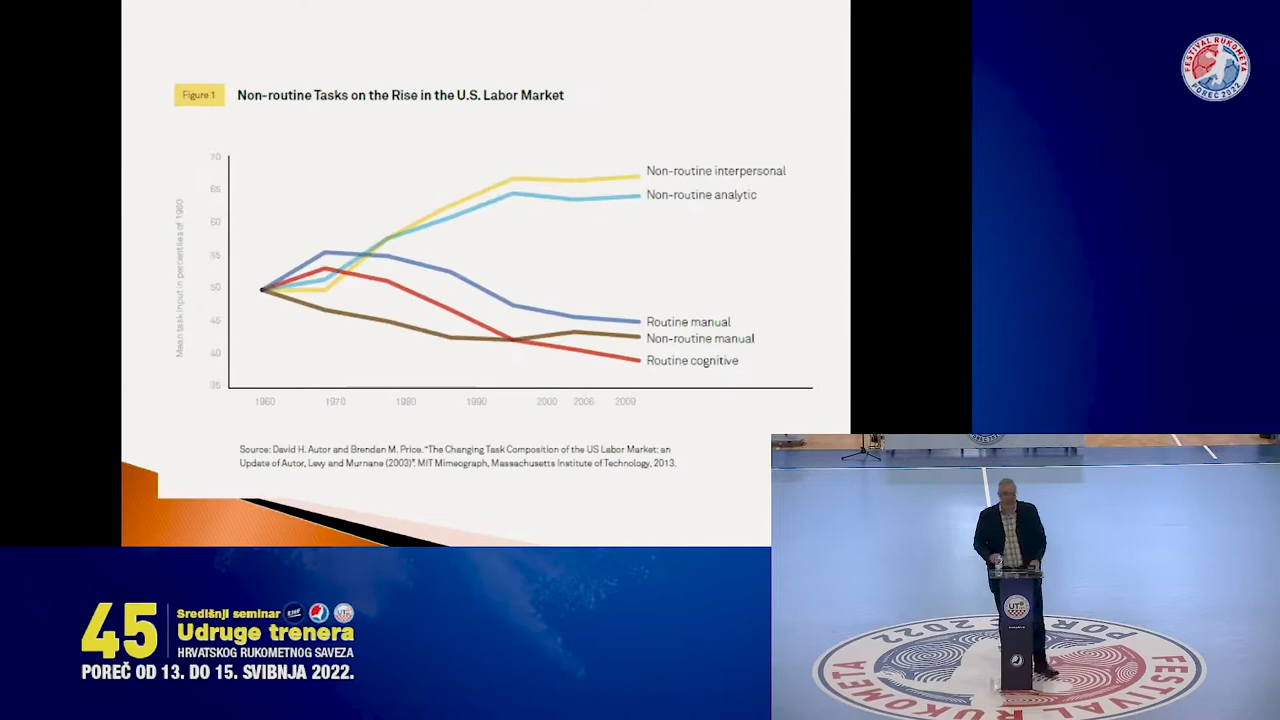 Figure 1
Non-routine Tasks on the Rise in the U.S. Labor Market
Mean task input in percentiles of 1960
70
65
60
55
50
45
40
35
1960
1970
1980
1990
2000
2006
2009
Non-routine interpersonal
Non-routine analytic
Routine manual
Non-routine manual
Routine cognitive
Source: David H. Autor and Brendan M. Price. "The Changing Task Composition of the US Labor Market: an
Update of Autor, Levy and Murnane (2003)". MIT Mimeograph, Massachusetts Institute of Technology, 2013.
FESTIVAL RUKOMETA
POREČ 2022
45
Središnji seminar
Udruge trenera
HRVATSKOG RUKOMETNOG SAVEZA
POREČ OD 13. DO 15. SVIBNJA 2022.
POREČ 2022
FESTIVAL RUKOMETA